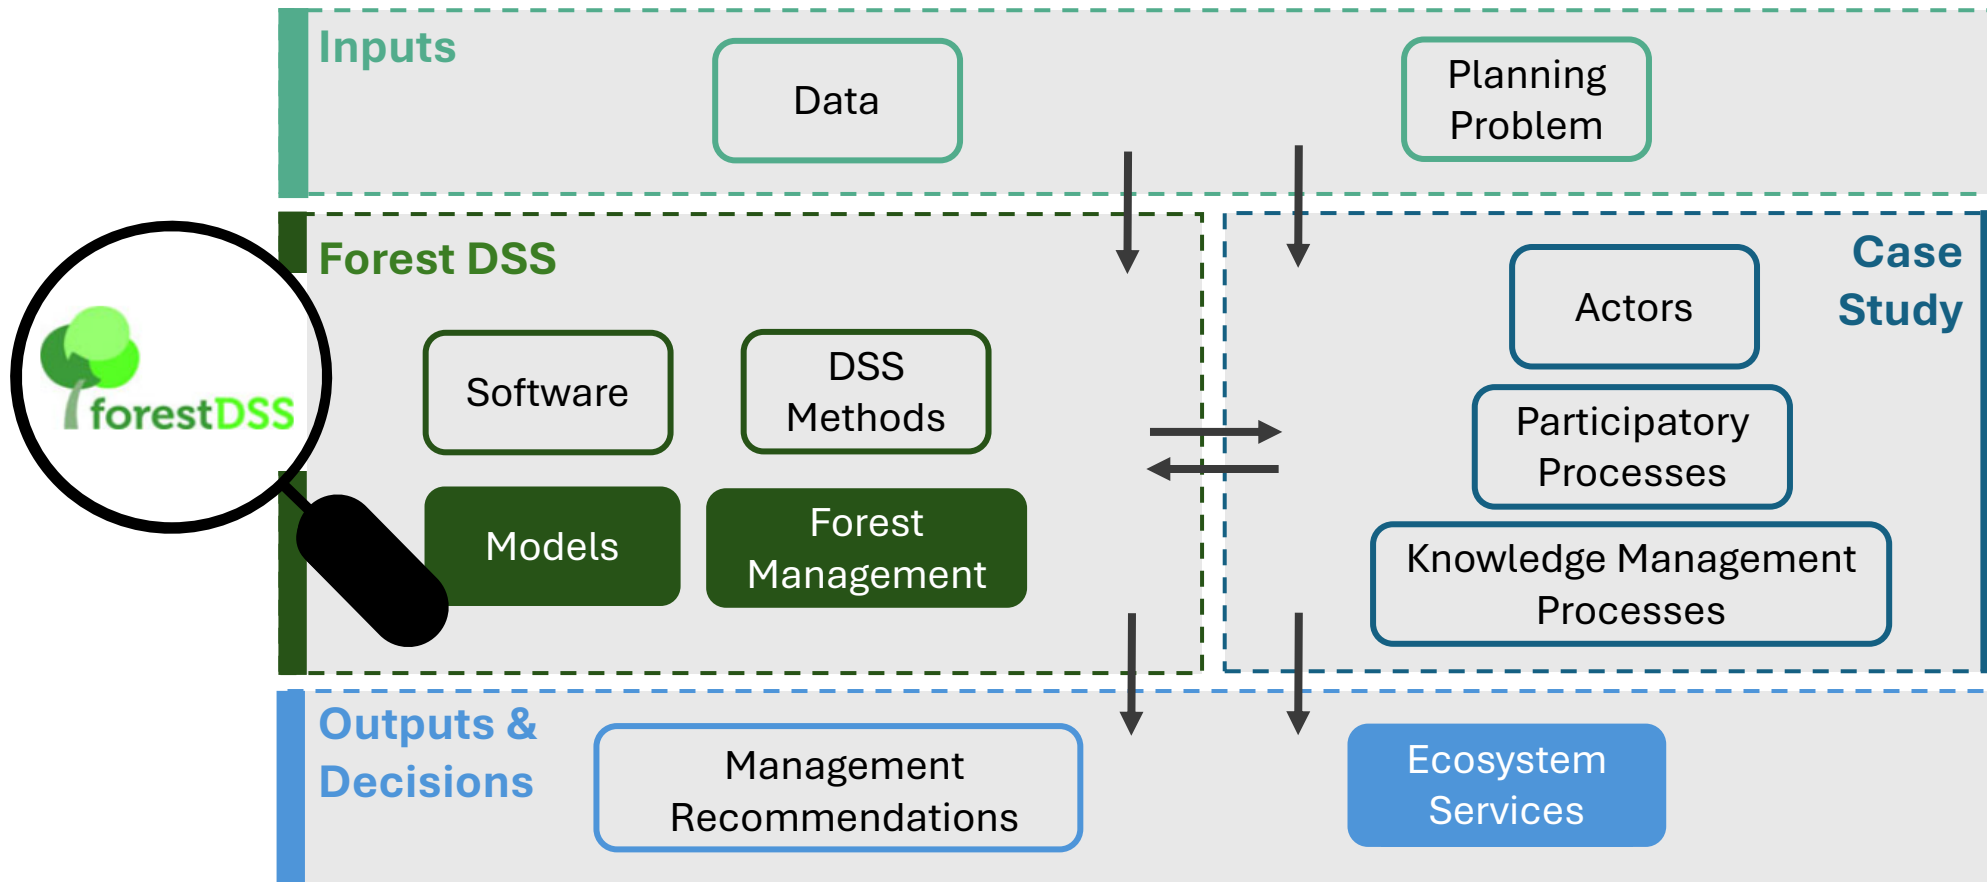 Inputs
Data
Planning
Problem
forestDSS
Forest DSS
Software
DSS
Methods
Models
Forest
Management
Case
Study
Actors
Participatory
Processes
Knowledge Management
Processes
Outputs &
Decisions
Management
Recommendations
Ecosystem
Services